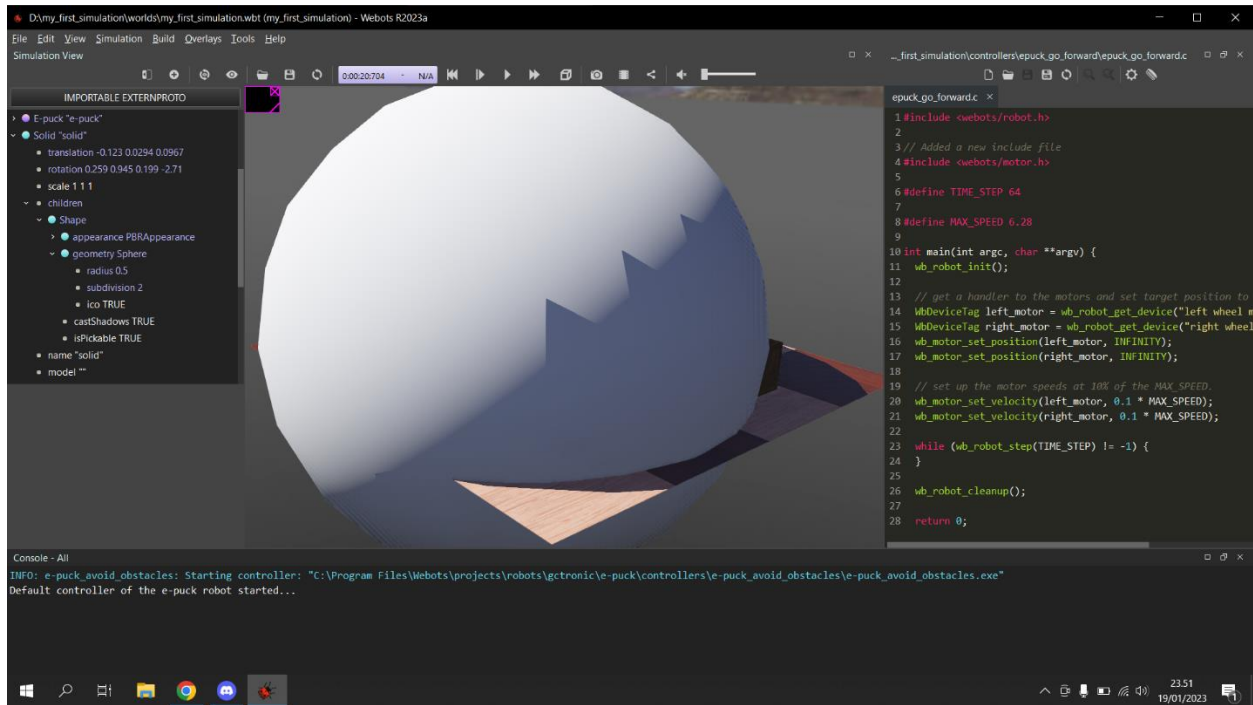 D:\my_first_simulation\worlds\my_first_simulation.wbt (my_first_simulation) - Webots R2023a
File Edit View Simulation Build Overlays Tools Help
Simulation View
..._first_simulation\controllers\epuck_go_forward\epuck_go_forward.c
0:00:20:704 - N/A
IMPORTABLE EXTERNPROTO
E-puck "e-puck"
Solid "solid"
translation -0.123 0.0294 0.0967
rotation 0.259 0.945 0.199 -2.71
scale 1 1 1
children
Shape
appearance PBRAppearance
geometry Sphere
radius 0.5
subdivision 2
ico TRUE
castShadows TRUE
isPickable TRUE
name "solid"
model ""
epuck_go_forward.c
1 #include <webots/robot.h>
2
3 // Added a new include file
4 #include <webots/motor.h>
5
6 #define TIME_STEP 64
7
8 #define MAX_SPEED 6.28
9
10 int main(int argc, char **argv) {
11 wb_robot_init();
12
13 // get a handler to the motors and set target position to
14 WbDeviceTag left_motor = wb_robot_get_device("left wheel m
15 WbDeviceTag right_motor = wb_robot_get_device("right wheel
16 wb_motor_set_position(left_motor, INFINITY);
17 wb_motor_set_position(right_motor, INFINITY);
18
19 // set up the motor speeds at 10% of the MAX_SPEED.
20 wb_motor_set_velocity(left_motor, 0.1 * MAX_SPEED);
21 wb_motor_set_velocity(right_motor, 0.1 * MAX_SPEED);
22
23 while (wb_robot_step(TIME_STEP) != -1) {
24 }
25
26 wb_robot_cleanup();
27
28 return 0;
Console - All
INFO: e-puck_avoid_obstacles: Starting controller: "C:\Program Files\Webots\projects\robots\gctronic\e-puck\controllers\e-puck_avoid_obstacles\e-puck_avoid_obstacles.exe"
Default controller of the e-puck robot started...
23.51
19/01/2023
1